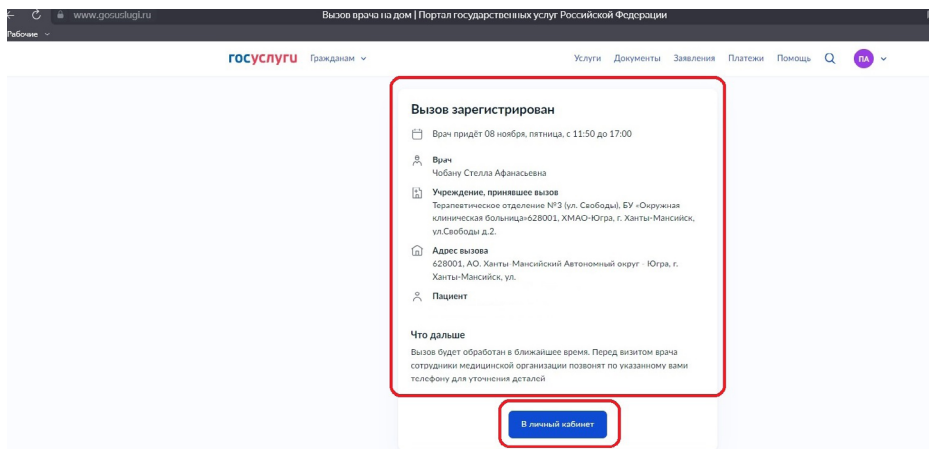 www.gosuslugi.ru Вызов врача на дом | Портал государственных услуг Российской Федерации
Рабочие
госуслуги Гражданам Услуги Документы Заявления Платежи Помощь ПА
Вызов зарегистрирован
Врач придёт 08 ноября, пятница, с 11:50 до 17:00
Врач
Чобану Стелла Афанасьевна
Учреждение, принявшее вызов
Терапевтическое отделение №3 (ул. Свободы), БУ «Окружная
клиническая больница»628001, ХМАО-Югра, г. Ханты-Мансийск,
ул.Свободы д.2.
Адрес вызова
628001, АО. Ханты-Мансийский Автономный округ - Югра, г.
Ханты-Мансийск, ул.
Пациент
Что дальше
Вызов будет обработан в ближайшее время. Перед визитом врача
сотрудники медицинской организации позвонят по указанному вами
телефону для уточнения деталей
В личный кабинет